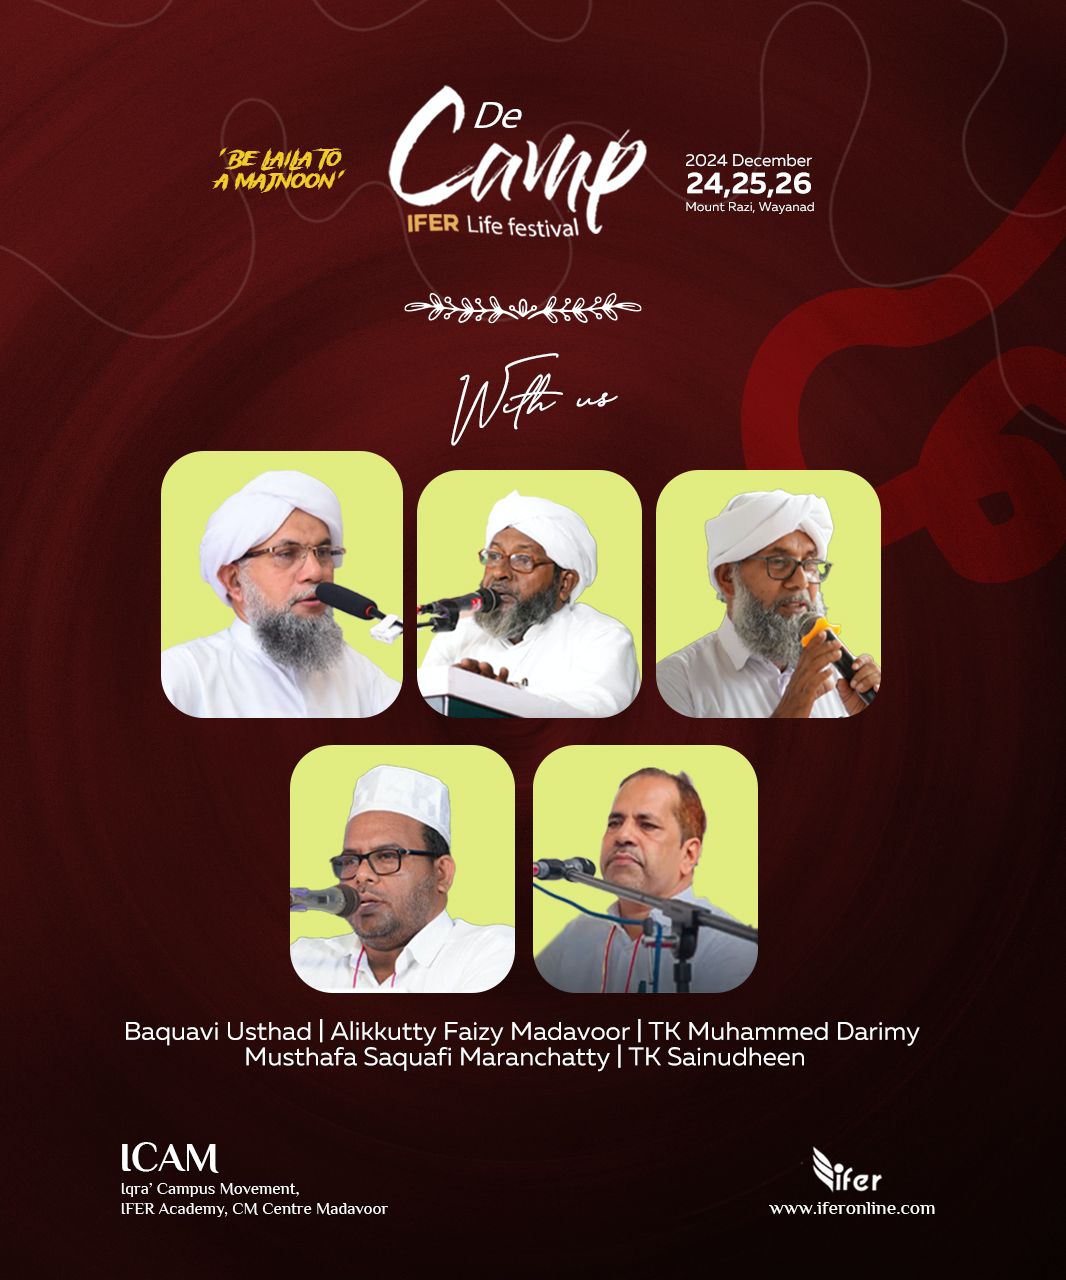 'BE LAILA TO
A MAJNOON'
De
Camp
IFER Life festival
2024 December
24,25,26
Mount Razi, Wayanad
With us
Baquavi Usthad | Alikkutty Faizy Madavoor | TK Muhammed Darimy
Musthafa Saquafi Maranchatty | TK Sainudheen
ICAM
Iqra' Campus Movement,
IFER Academy, CM Centre Madavoor
ifer
www.iferonline.com